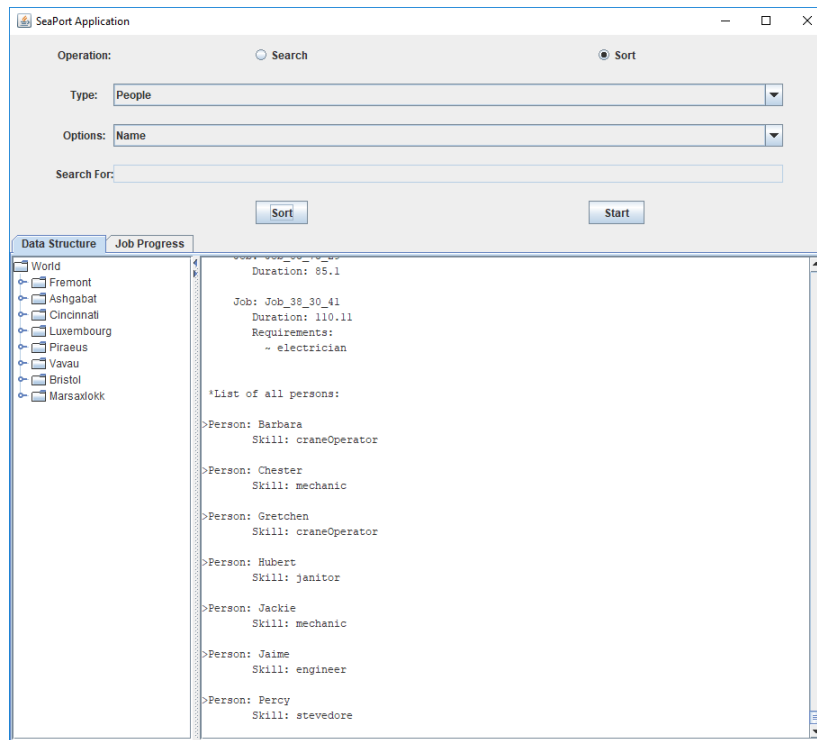 SeaPort Application
Operation: Search Sort
Type: People
Options: Name
Search For:
Sort Start
Data Structure Job Progress
World
Fremont
Ashgabat
Cincinnati
Luxembourg
Piraeus
Vavau
Bristol
Marsaxlokk
Duration: 85.1
Job: Job_38_30_41
Duration: 110.11
Requirements:
~ electrician
*List of all persons:
>Person: Barbara
Skill: craneOperator
>Person: Chester
Skill: mechanic
>Person: Gretchen
Skill: craneOperator
>Person: Hubert
Skill: janitor
>Person: Jackie
Skill: mechanic
>Person: Jaime
Skill: engineer
>Person: Percy
Skill: stevedore